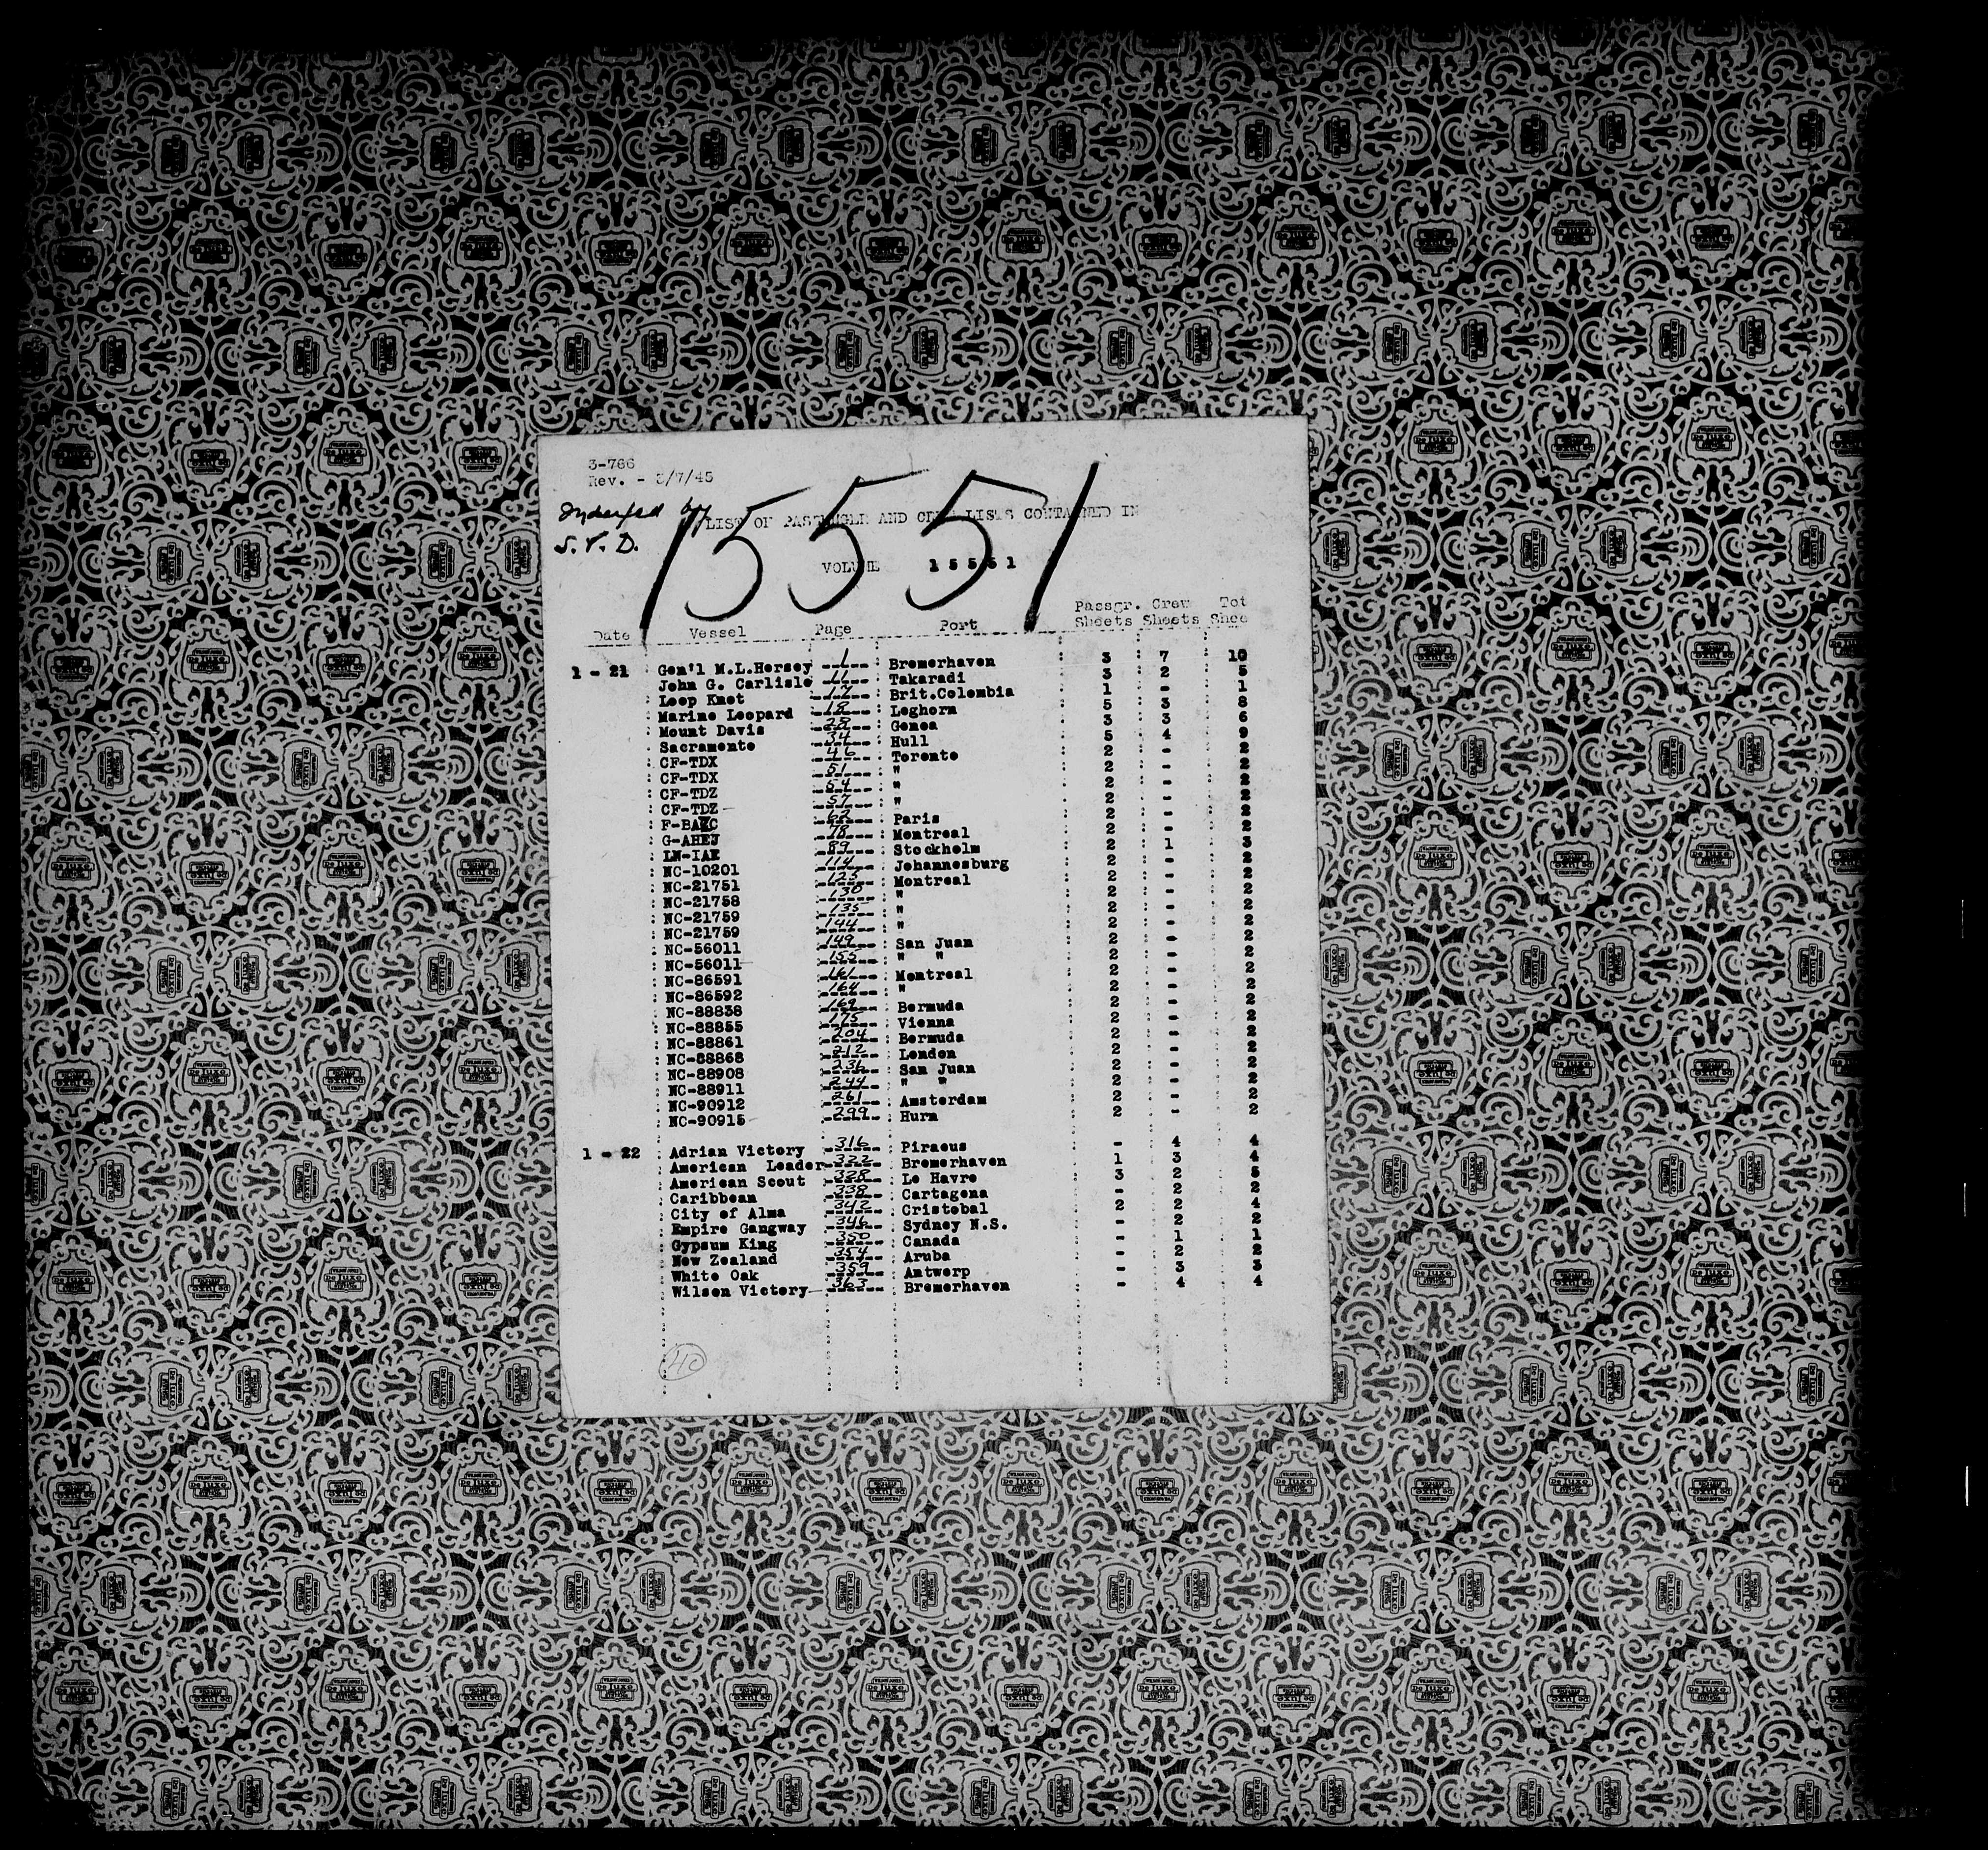 3-766
Rev. - 3/7/45
Indexed by
S.V.D.
15551
LIST OF PASSENGER AND CREW LISTS CONTAINED IN
VOLUME 15551
Date Vessel Page Port Passgr. Sheets Crew Sheets Tot Shee
1 - 21 : Gen'l M.L.Hersey 1 : Bremerhaven : 3 : 7 : 10
: John G. Carlisle 11 : Takaradi 3 : 2 : 5
: Loop Knot 17 : Brit.Colombia 1 : - : 1
: Marine Leopard 18 : Leghorn 5 : 3 : 8
: Mount Davis 28 : Genoa 3 : 3 : 6
: Sacramento 34 : Hull 5 : 4 : 9
: CF-TDX 46 : Toronto 2 : - : 2
: CF-TDX 51 : " 2 : - : 2
: CF-TDZ 54 : " 2 : - : 2
: CF-TDZ 57 : " 2 : - : 2
: F-BAZC 62 : Paris 2 : - : 2
: G-AHEJ 78 : Montreal 2 : - : 2
: LN-IAE 89 : Stockholm 2 : 1 : 3
: NC-10201 114 : Johannesburg 2 : - : 2
: NC-21751 125 : Montreal 2 : - : 2
: NC-21758 130 : " 2 : - : 2
: NC-21759 135 : " 2 : - : 2
: NC-21759 144 : " 2 : - : 2
: NC-56011 149 : San Juan 2 : - : 2
: NC-56011 155 : " " 2 : - : 2
: NC-86591 161 : Montreal 2 : - : 2
: NC-86592 164 : " 2 : - : 2
: NC-88838 169 : Bermuda 2 : - : 2
: NC-88855 175 : Vienna 2 : - : 2
: NC-88861 204 : Bermuda 2 : - : 2
: NC-88868 212 : London 2 : - : 2
: NC-88908 236 : San Juan 2 : - : 2
: NC-88911 244 : " " 2 : - : 2
: NC-90912 261 : Amsterdam 2 : - : 2
: NC-90915 299 : Hurn 2 : - : 2
1 - 22 : Adrian Victory 316 : Piraeus - : 4 : 4
: American Leader 322 : Bremerhaven 1 : 3 : 4
: American Scout 328 : Le Havre 3 : 2 : 5
: Caribbean 338 : Cartagena - : 2 : 2
: City of Alma 342 : Cristobal 2 : 2 : 4
: Empire Gangway 346 : Sydney N.S. - : 2 : 2
: Gypsum King 350 : Canada - : 1 : 1
: New Zealand 354 : Aruba - : 2 : 2
: White Oak 359 : Antwerp - : 3 : 3
: Wilson Victory 363 : Bremerhaven - : 4 : 4
40